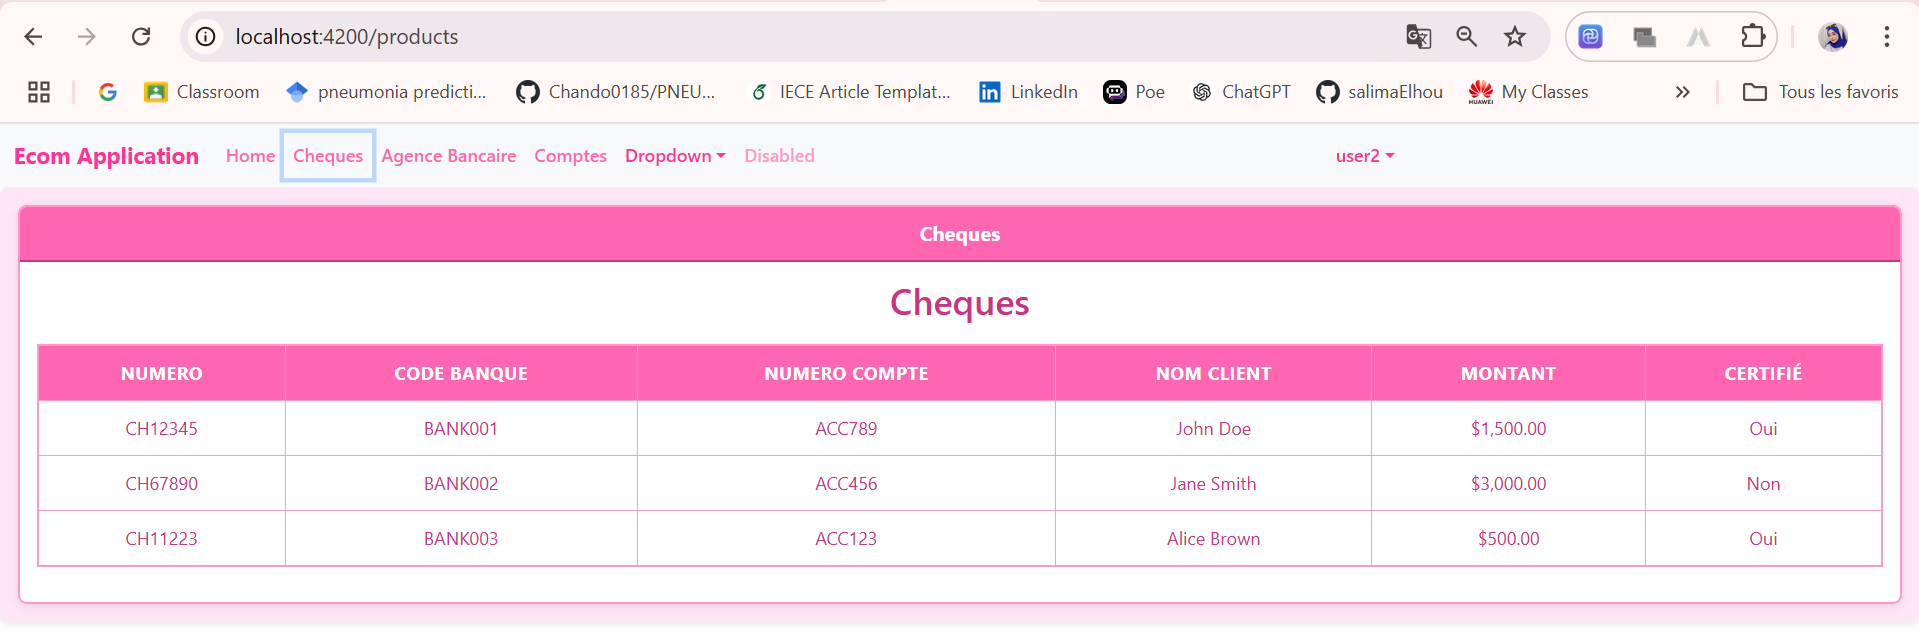 localhost:4200/products
Classroom pneumonia predicti... Chando0185/PNEU... IECE Article Templat... LinkedIn Poe ChatGPT salimaElhou My Classes » Tous les favoris
Ecom Application Home Cheques Agence Bancaire Comptes Dropdown Disabled user2
Cheques
Cheques
NUMERO CODE BANQUE NUMERO COMPTE NOM CLIENT MONTANT CERTIFIÉ
CH12345 BANK001 ACC789 John Doe $1,500.00 Oui
CH67890 BANK002 ACC456 Jane Smith $3,000.00 Non
CH11223 BANK003 ACC123 Alice Brown $500.00 Oui